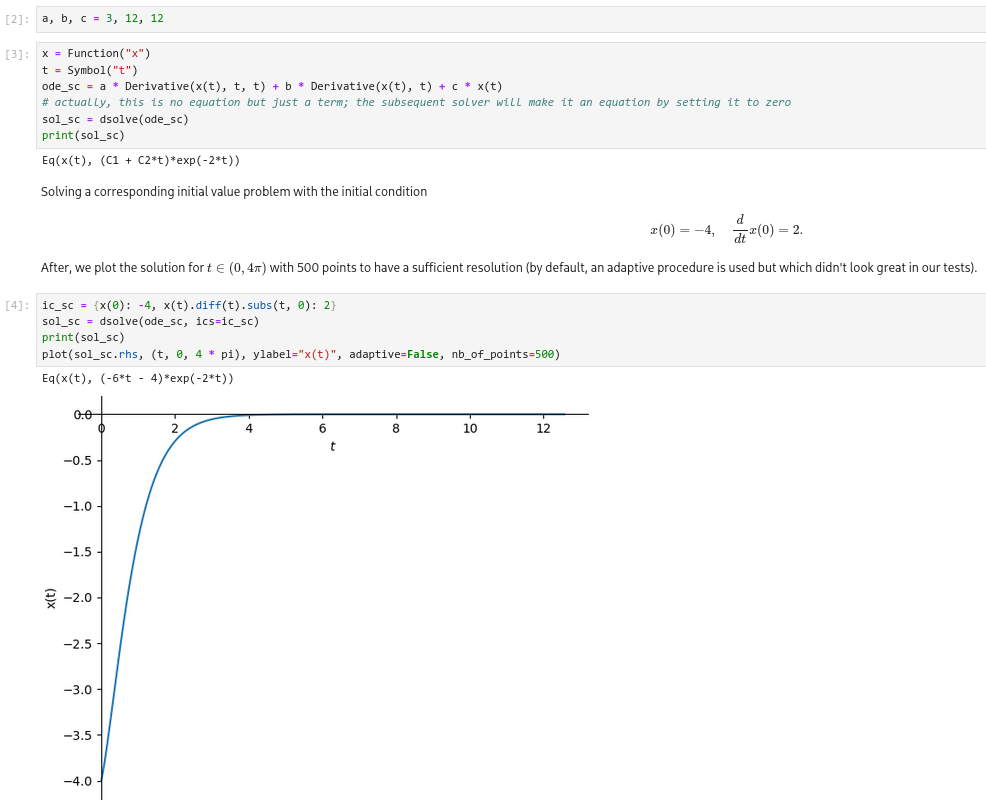 [2]: a, b, c = 3, 12, 12
[3]: x = Function("x")
t = Symbol("t")
ode_sc = a * Derivative(x(t), t, t) + b * Derivative(x(t), t) + c * x(t)
# actually, this is no equation but just a term; the subsequent solver will make it an equation by setting it to zero
sol_sc = dsolve(ode_sc)
print(sol_sc)
Eq(x(t), (C1 + C2*t)*exp(-2*t))
Solving a corresponding initial value problem with the initial condition
x(0) = −4, d/dt x(0) = 2.
After, we plot the solution for t ∈ (0, 4π) with 500 points to have a sufficient resolution (by default, an adaptive procedure is used but which didn't look great in our tests).
[4]: ic_sc = {x(0): -4, x(t).diff(t).subs(t, 0): 2}
sol_sc = dsolve(ode_sc, ics=ic_sc)
print(sol_sc)
plot(sol_sc.rhs, (t, 0, 4 * pi), ylabel="x(t)", adaptive=False, nb_of_points=500)
Eq(x(t), (-6*t - 4)*exp(-2*t))
0.0
0 2 4 6 8 10 12
t
−0.5
−1.0
−1.5
−2.0
x(t)
−2.5
−3.0
−3.5
−4.0